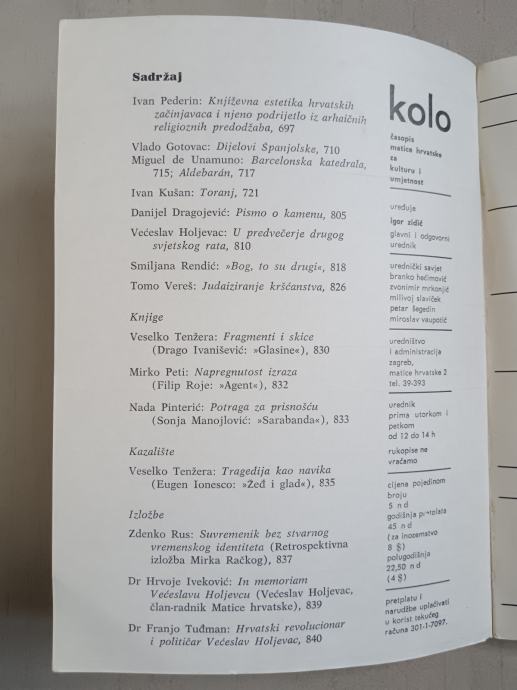 Sadržaj
Ivan Pederin: Književna estetika hrvatskih
začinjavaca i njeno podrijetlo iz arhaičnih
religioznih predodžaba, 697
Vlado Gotovac: Dijelovi Španjolske, 710
Miguel de Unamuno: Barcelonska katedrala,
715; Aldebarán, 717
Ivan Kušan: Toranj, 721
Danijel Dragojević: Pismo o kamenu, 805
Većeslav Holjevac: U predvečerje drugog
svjetskog rata, 810
Smiljana Rendić: »Bog, to su drugi«, 818
Tomo Vereš: Judaiziranje kršćanstva, 826
Knjige
Veselko Tenžera: Fragmenti i skice
(Drago Ivanišević: »Glasine«), 830
Mirko Peti: Napregnutost izraza
(Filip Roje: »Agent«), 832
Nada Pinterić: Potraga za prisnošću
(Sonja Manojlović: »Sarabanda«), 833
Kazalište
Veselko Tenžera: Tragedija kao navika
(Eugen Ionesco: »Žeđ i glad«), 835
Izložbe
Zdenko Rus: Suvremenik bez stvarnog
vremenskog identiteta (Retrospektivna
izložba Mirka Račkog), 837
Dr Hrvoje Iveković: In memoriam
Većeslavu Holjevcu (Većeslav Holjevac,
član-radnik Matice hrvatske), 839
Dr Franjo Tuđman: Hrvatski revolucionar
i političar Većeslav Holjevac, 840
kolo
časopis
matice hrvatske
za
kulturu i
umjetnost
uređuje
igor zidić
glavni i odgovorni
urednik
urednički savjet
branko hećimović
zvonimir mrkonjić
milivoj slaviček
petar šegedin
miroslav vaupotić
uredništvo
i administracija
zagreb,
matice hrvatske 2
tel. 39-393
urednik
prima utorkom i
petkom
od 12 do 14 h
rukopise ne
vraćamo
cijena pojedinom
broju
5 n d
godišnja pretplata
45 n d
(za inozemstvo
8 $)
polugodišnja
22,50 n d
(4 $)
pretplatu i
narudžbe uplaćivati
u korist tekućeg
računa 301-1-7097.